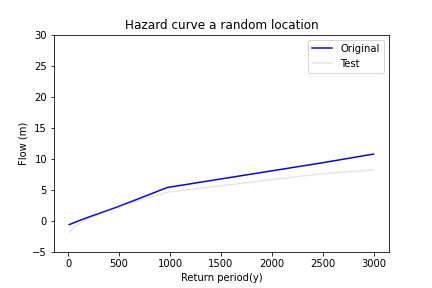 Hazard curve a random location
Original
Test
30
25
20
15
10
5
0
−5
Flow (m)
0 500 1000 1500 2000 2500 3000
Return period(y)